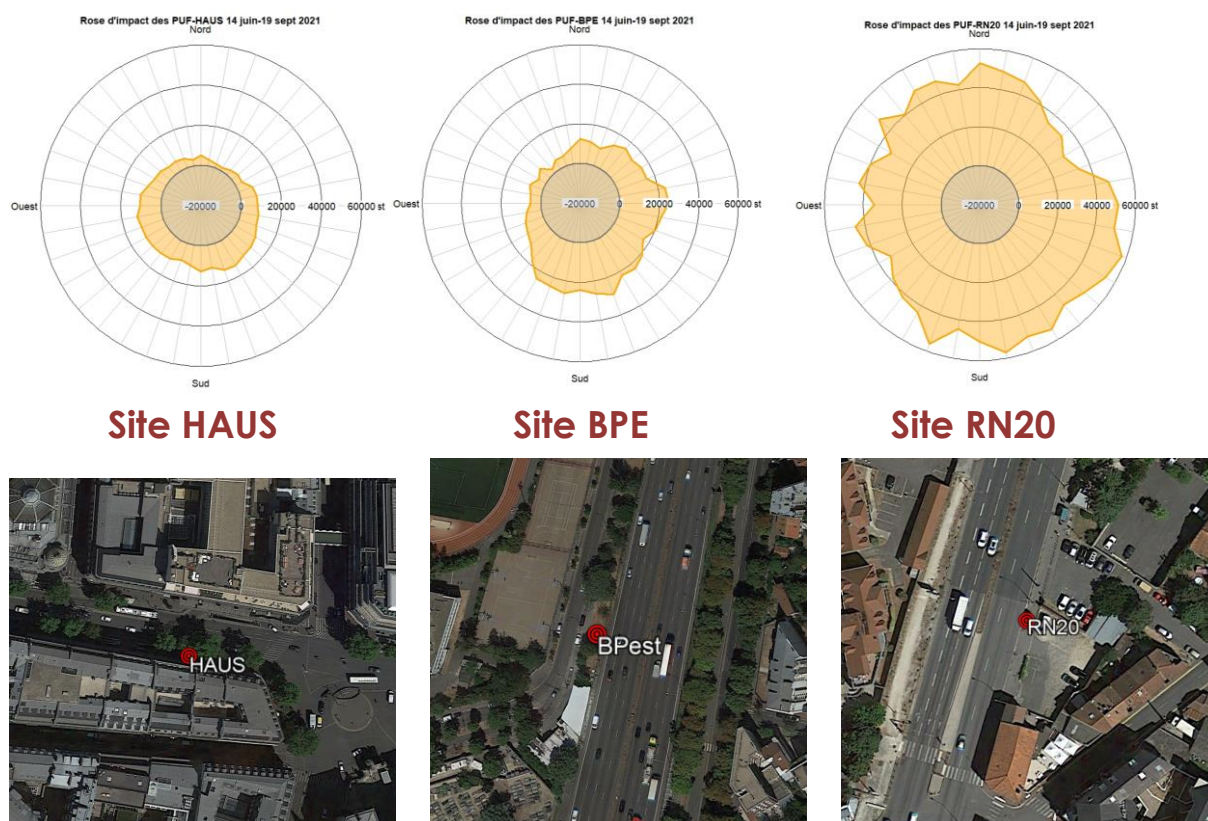 Rose d'impact des PUF-HAUS 14 juin-19 sept 2021
Nord
Ouest
-20000
0
20000
40000
60000 st
Sud
Rose d'impact des PUF-BPE 14 juin-19 sept 2021
Nord
Ouest
-20000
0
20000
40000
60000 st
Sud
Rose d'impact des PUF-RN20 14 juin-19 sept 2021
Nord
Ouest
-20000
0
20000
40000
60000 st
Sud
Site HAUS
Site BPE
Site RN20
HAUS
BPest
RN20